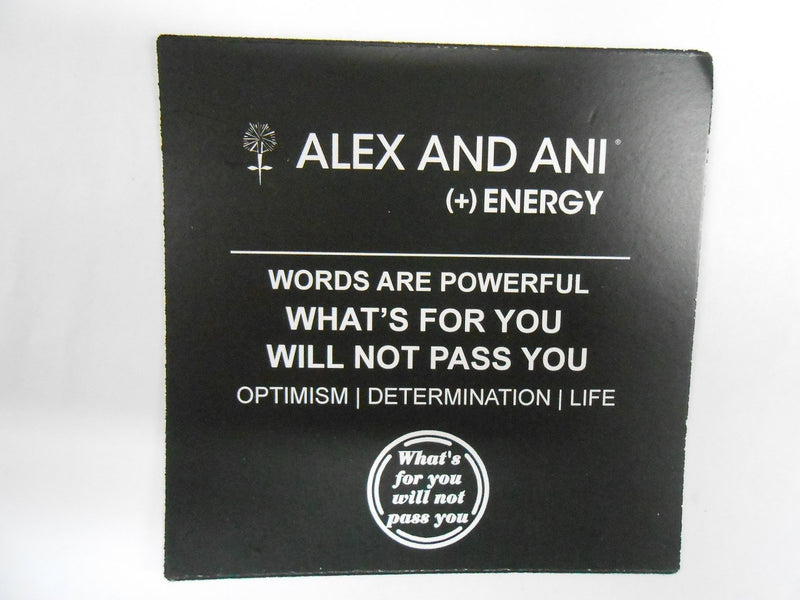 ALEX AND ANI®
(+) ENERGY
WORDS ARE POWERFUL
WHAT'S FOR YOU
WILL NOT PASS YOU
OPTIMISM | DETERMINATION | LIFE
What's
for you
will not
pass you